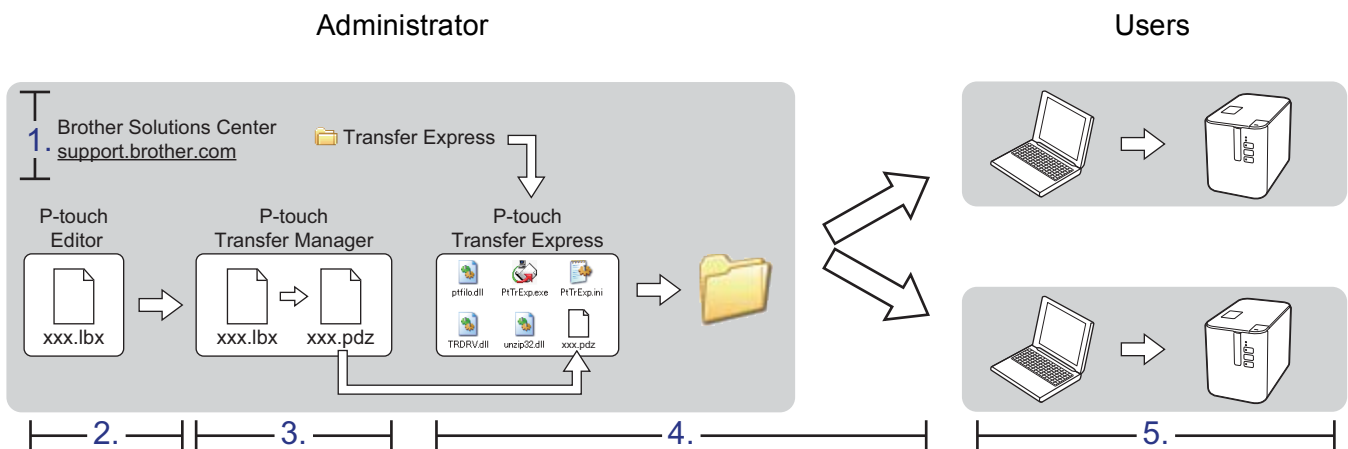 Administrator
Users
1.
Brother Solutions Center
support.brother.com
Transfer Express
P-touch
Editor
xxx.lbx
P-touch
Transfer Manager
xxx.lbx
xxx.pdz
P-touch
Transfer Express
ptfilo.dll
PtTrExp.exe
PtTrExp.ini
TRDRV.dll
unzip32.dll
xxx.pdz
2.
3.
4.
5.